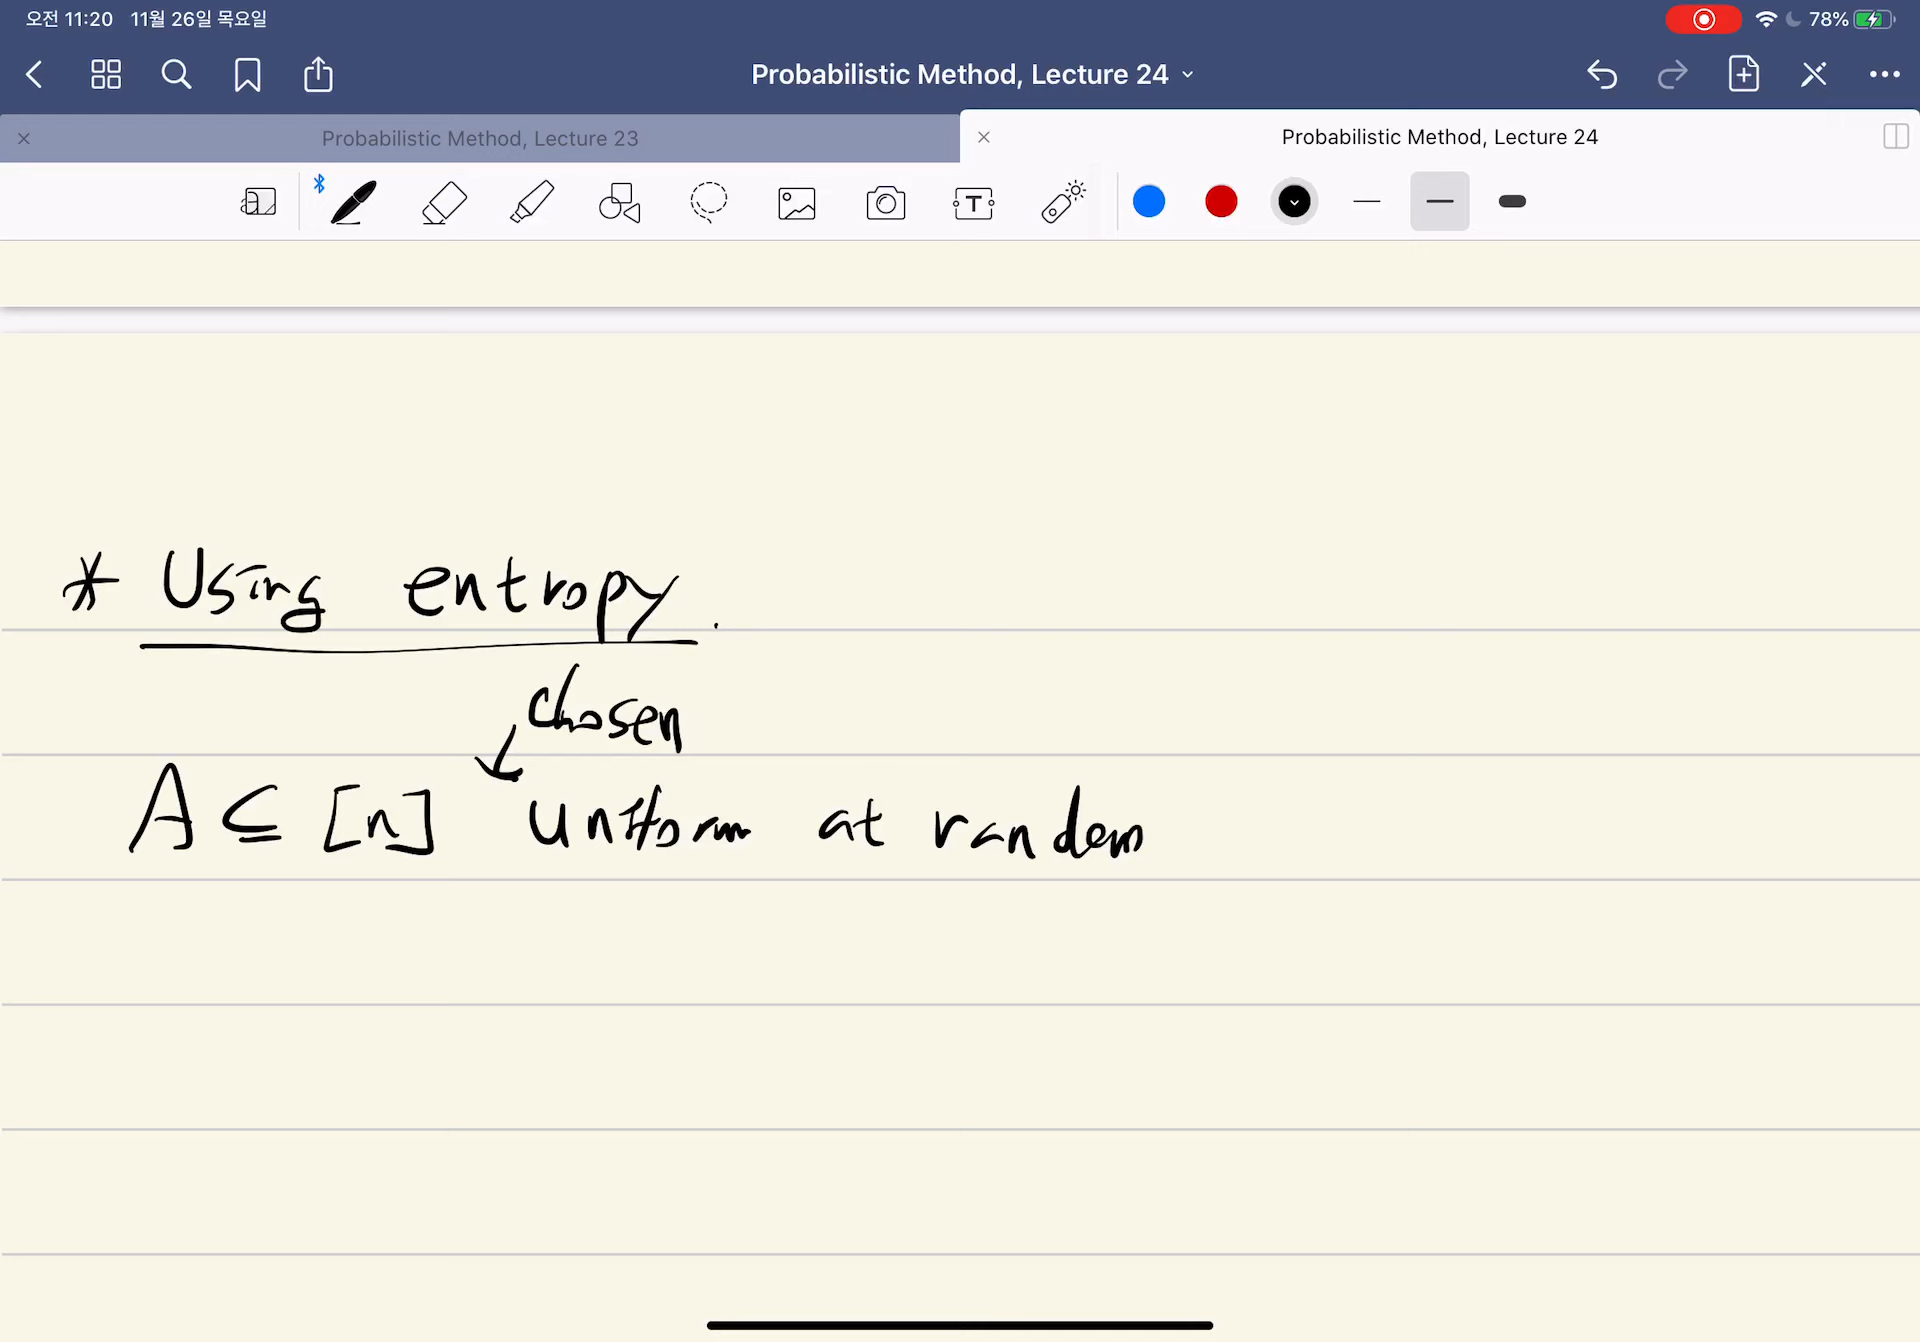 오전 11:20 11월 26일 목요일 78%
Probabilistic Method, Lecture 24
Probabilistic Method, Lecture 23 Probabilistic Method, Lecture 24
* Using entropy.
chosen
A ⊆ [n] uniform at random